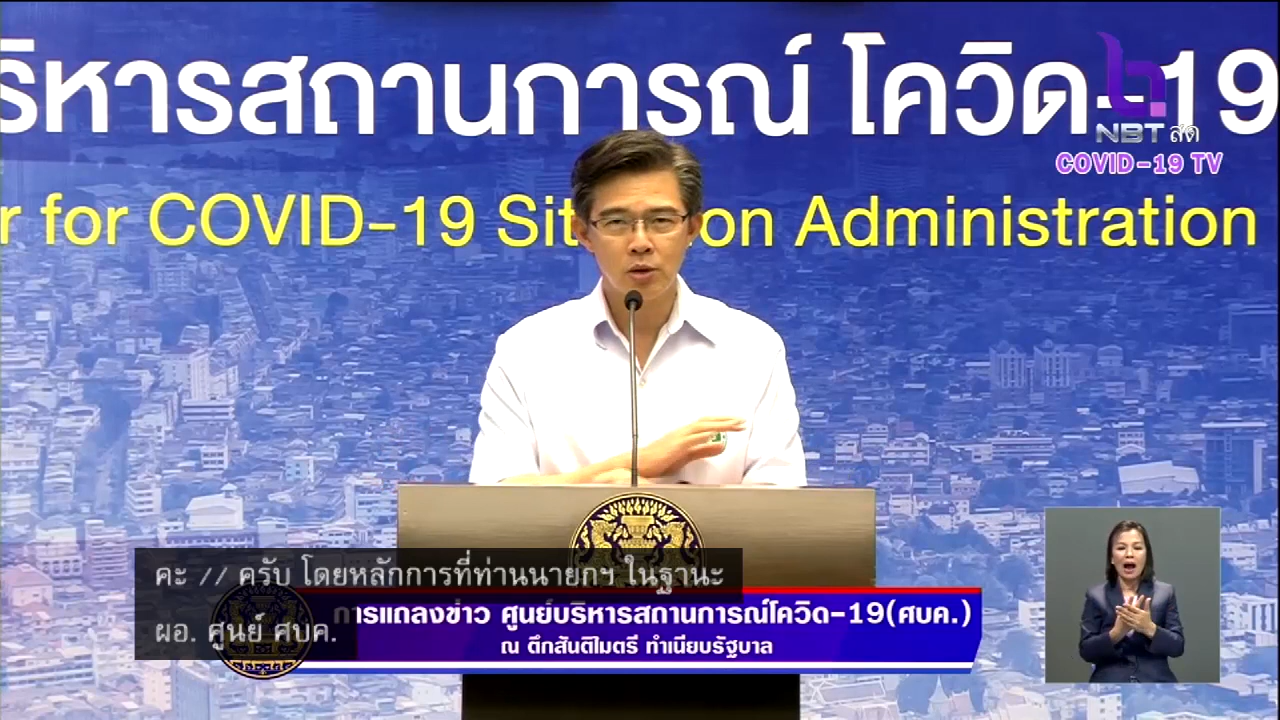 ริหารสถานการณ์ โควิด-19
NBT สด
COVID-19 TV
r for COVID-19 Sit on Administration
คะ // ครับ โดยหลักการที่ท่านนายกฯ ในฐานะ
ผอ. ศูนย์ ศบค.
การแถลงข่าว ศูนย์บริหารสถานการณ์โควิด-19(ศบค.)
ณ ตึกสันติไมตรี ทำเนียบรัฐบาล